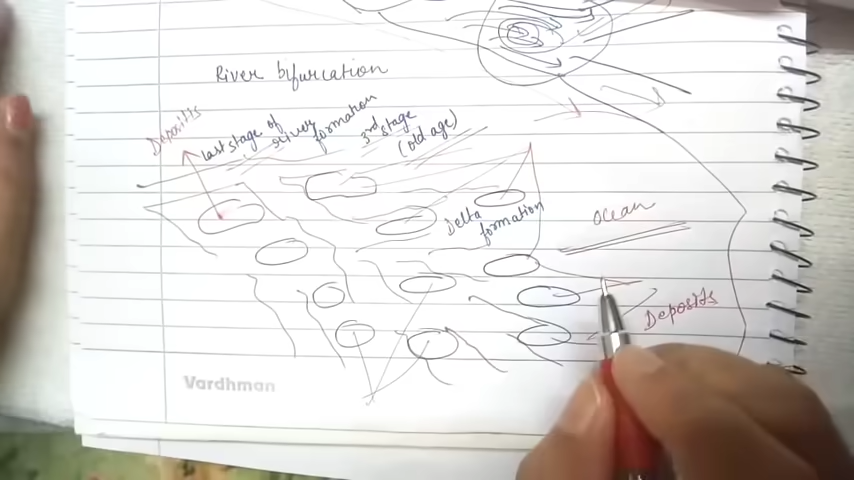 River bifurcation
Deposits
last stage of
river formation
3rd stage
(old age)
Delta
formation
Ocean
Deposits
Vardhman